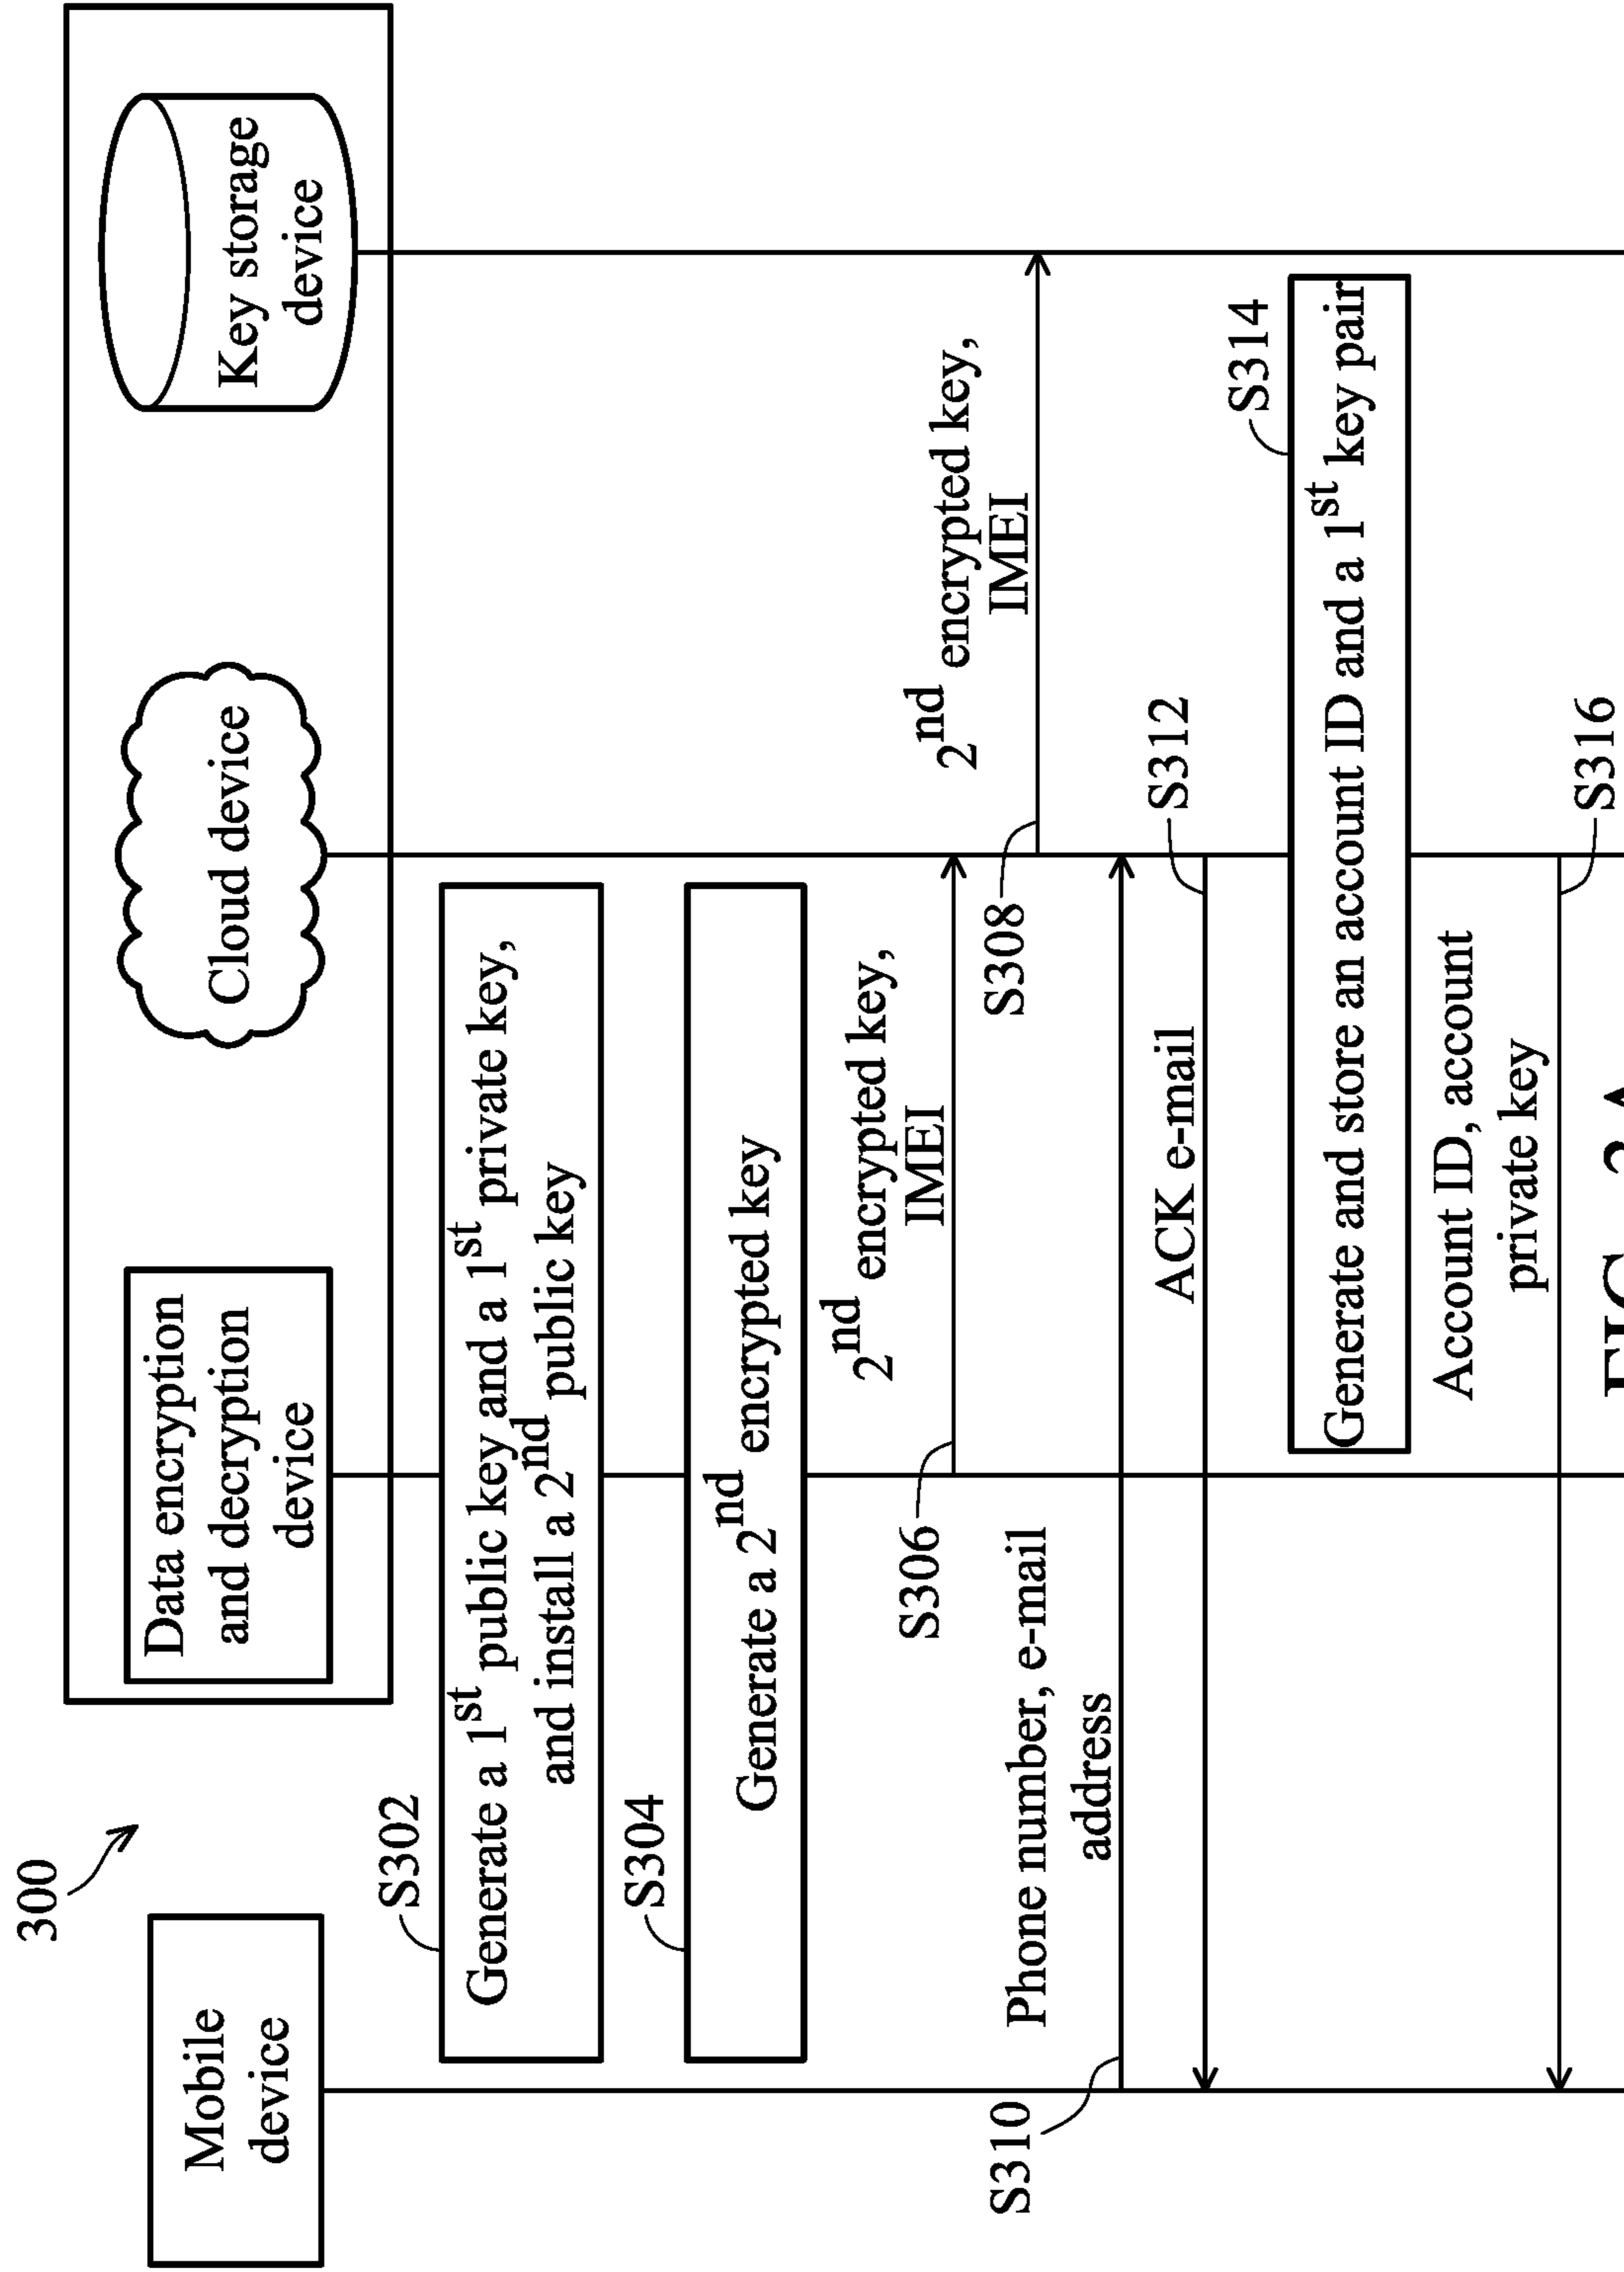 300
Mobile
device
Data encryption
and decryption
device
Cloud device
Key storage
device
S302
Generate a 1st public key and a 1st private key,
and install a 2nd public key
S304
Generate a 2nd encrypted key
2nd encrypted key,
IMEI
S306
2nd encrypted key,
IMEI
S308
Phone number, e-mail
address
S310
ACK e-mail
S312
S314
Generate and store an account ID and a 1st key pair
Account ID, account
private key
S316